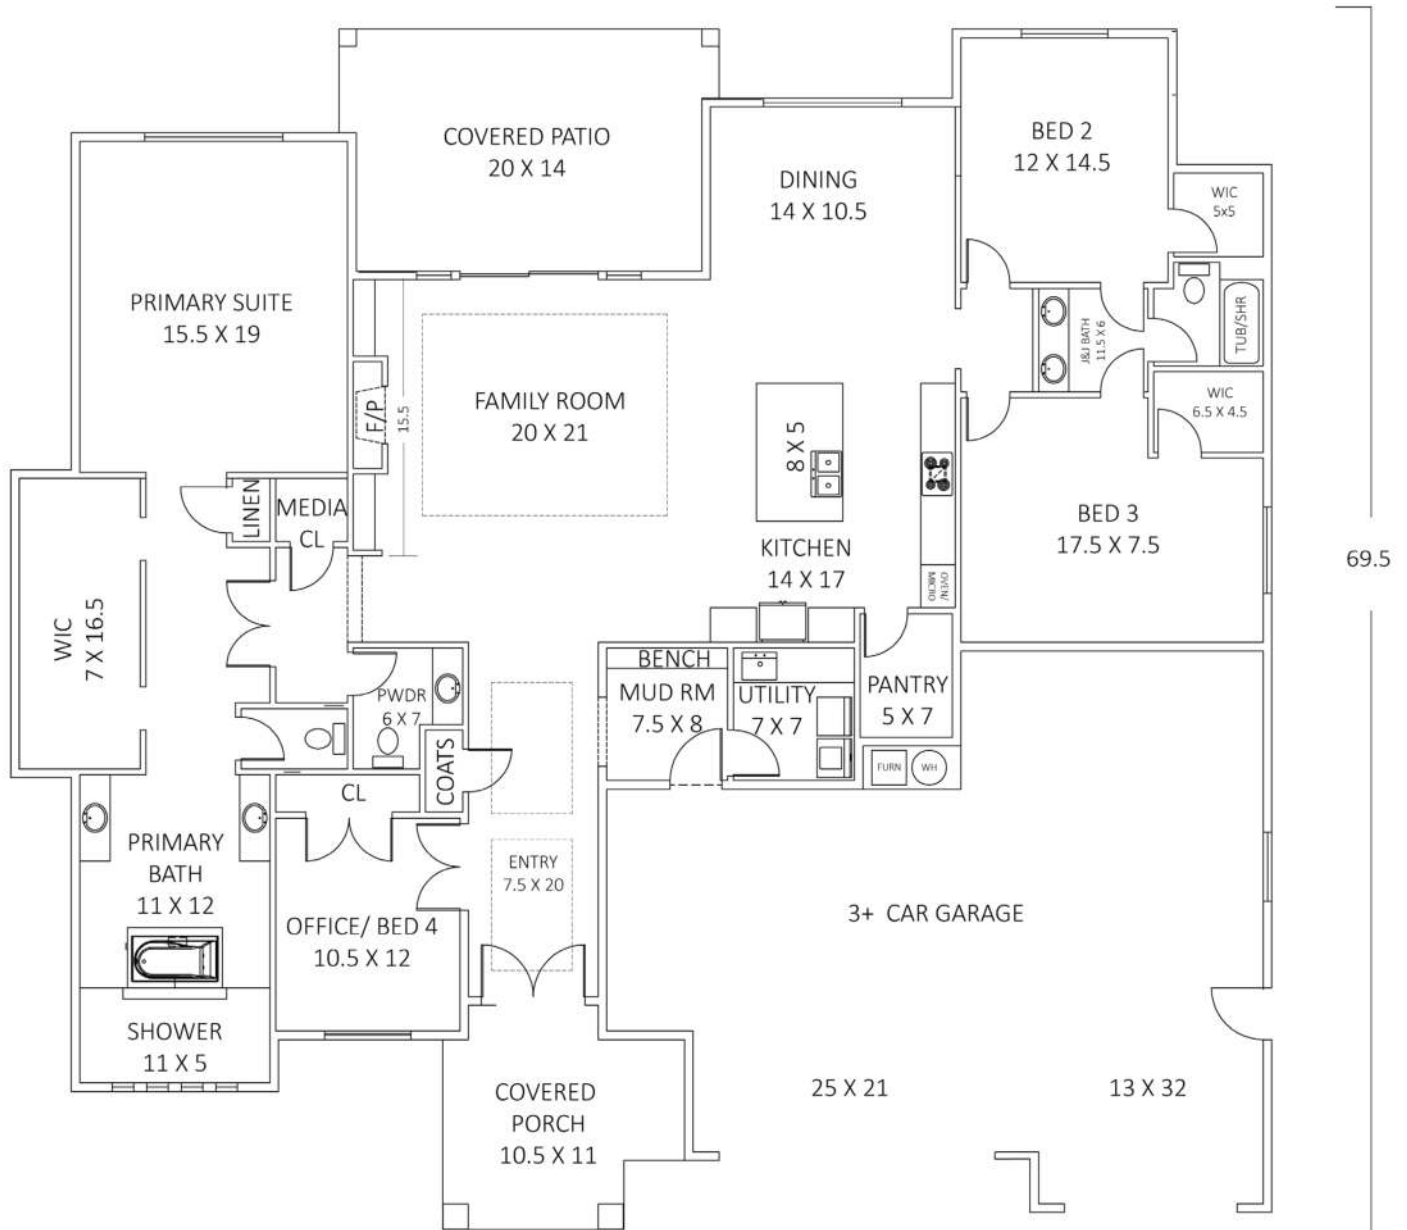 COVERED PATIO
20 X 14
BED 2
12 X 14.5
DINING
14 X 10.5
WIC
5x5
PRIMARY SUITE
15.5 X 19
J&J BATH
11.5 X 6
TUB/SHR
FAMILY ROOM
20 X 21
F/P
15.5
8 X 5
WIC
6.5 X 4.5
LINEN
MEDIA
CL
KITCHEN
14 X 17
OVEN/
MICRO
BED 3
17.5 X 7.5
69.5
WIC
7 X 16.5
PWDR
6 X 7
BENCH
MUD RM
7.5 X 8
UTILITY
7 X 7
PANTRY
5 X 7
FURN
WH
COATS
CL
PRIMARY
BATH
11 X 12
ENTRY
7.5 X 20
OFFICE/ BED 4
10.5 X 12
3+ CAR GARAGE
SHOWER
11 X 5
COVERED
PORCH
10.5 X 11
25 X 21
13 X 32